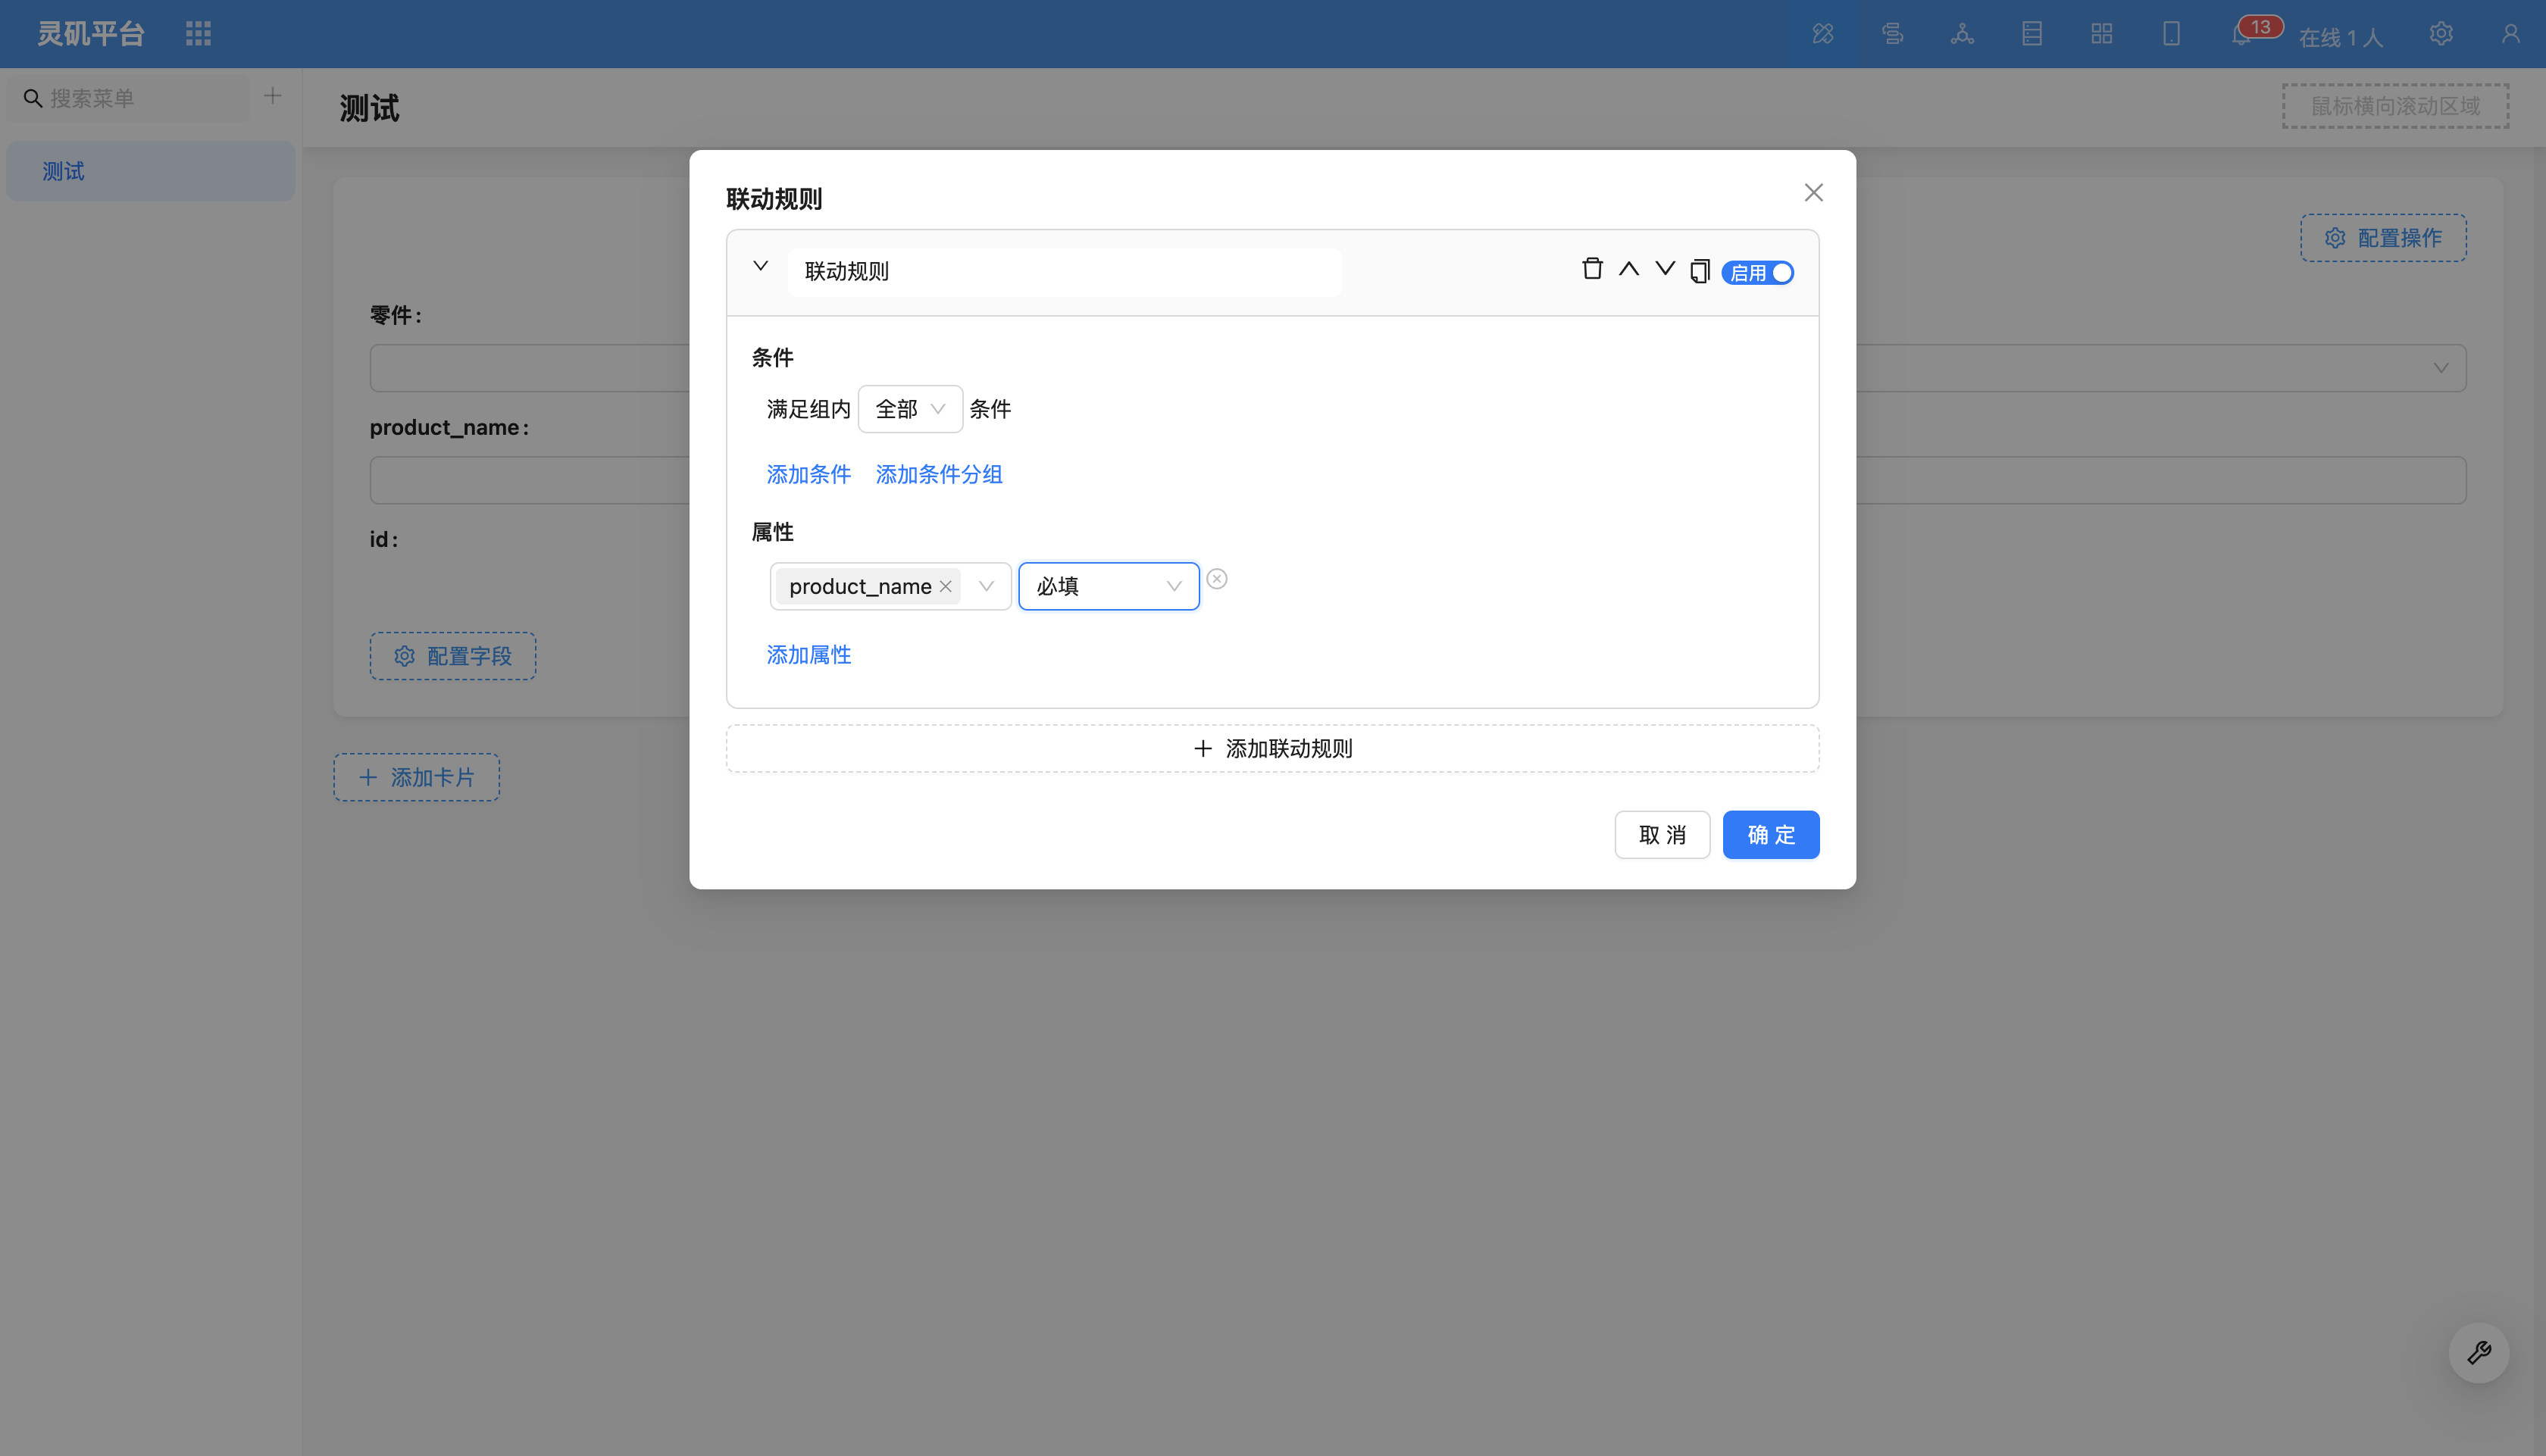 灵矶平台
13
在线 1 人
搜索菜单
测试
测试
鼠标横向滚动区域
配置操作
零件：
product_name：
id：
配置字段
添加卡片
联动规则
联动规则
启用
条件
满足组内 全部 条件
添加条件 添加条件分组
属性
product_name 必填
添加属性
添加联动规则
取 消 确 定